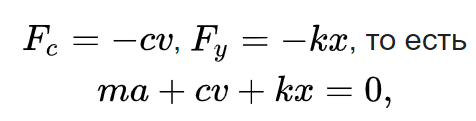 F_c = −cv, F_y = −kx, то есть
ma + cv + kx = 0,